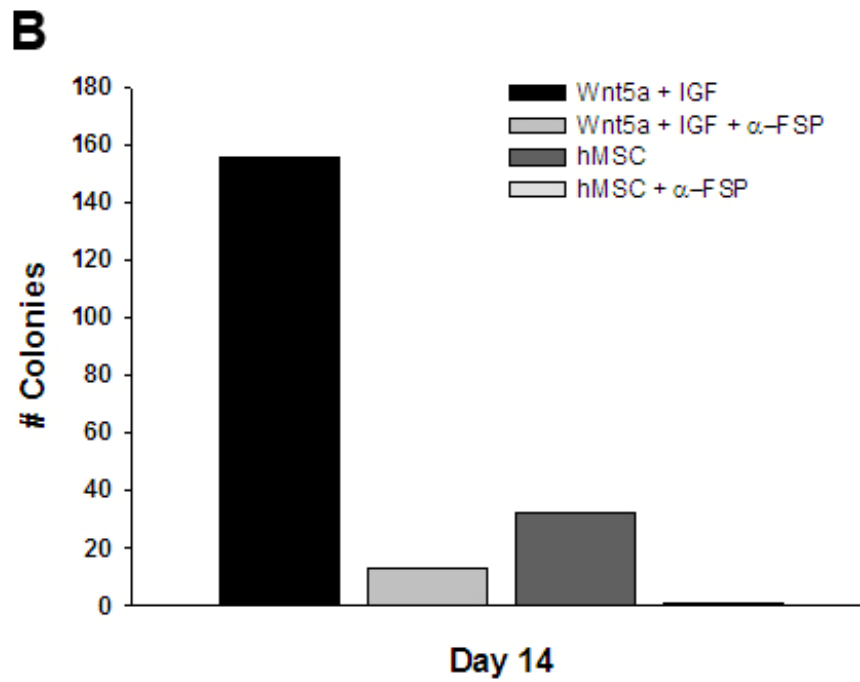 B
180
160
140
120
100
80
60
40
20
0
# Colonies
Wnt5a + IGF
Wnt5a + IGF + α–FSP
hMSC
hMSC + α–FSP
Day 14